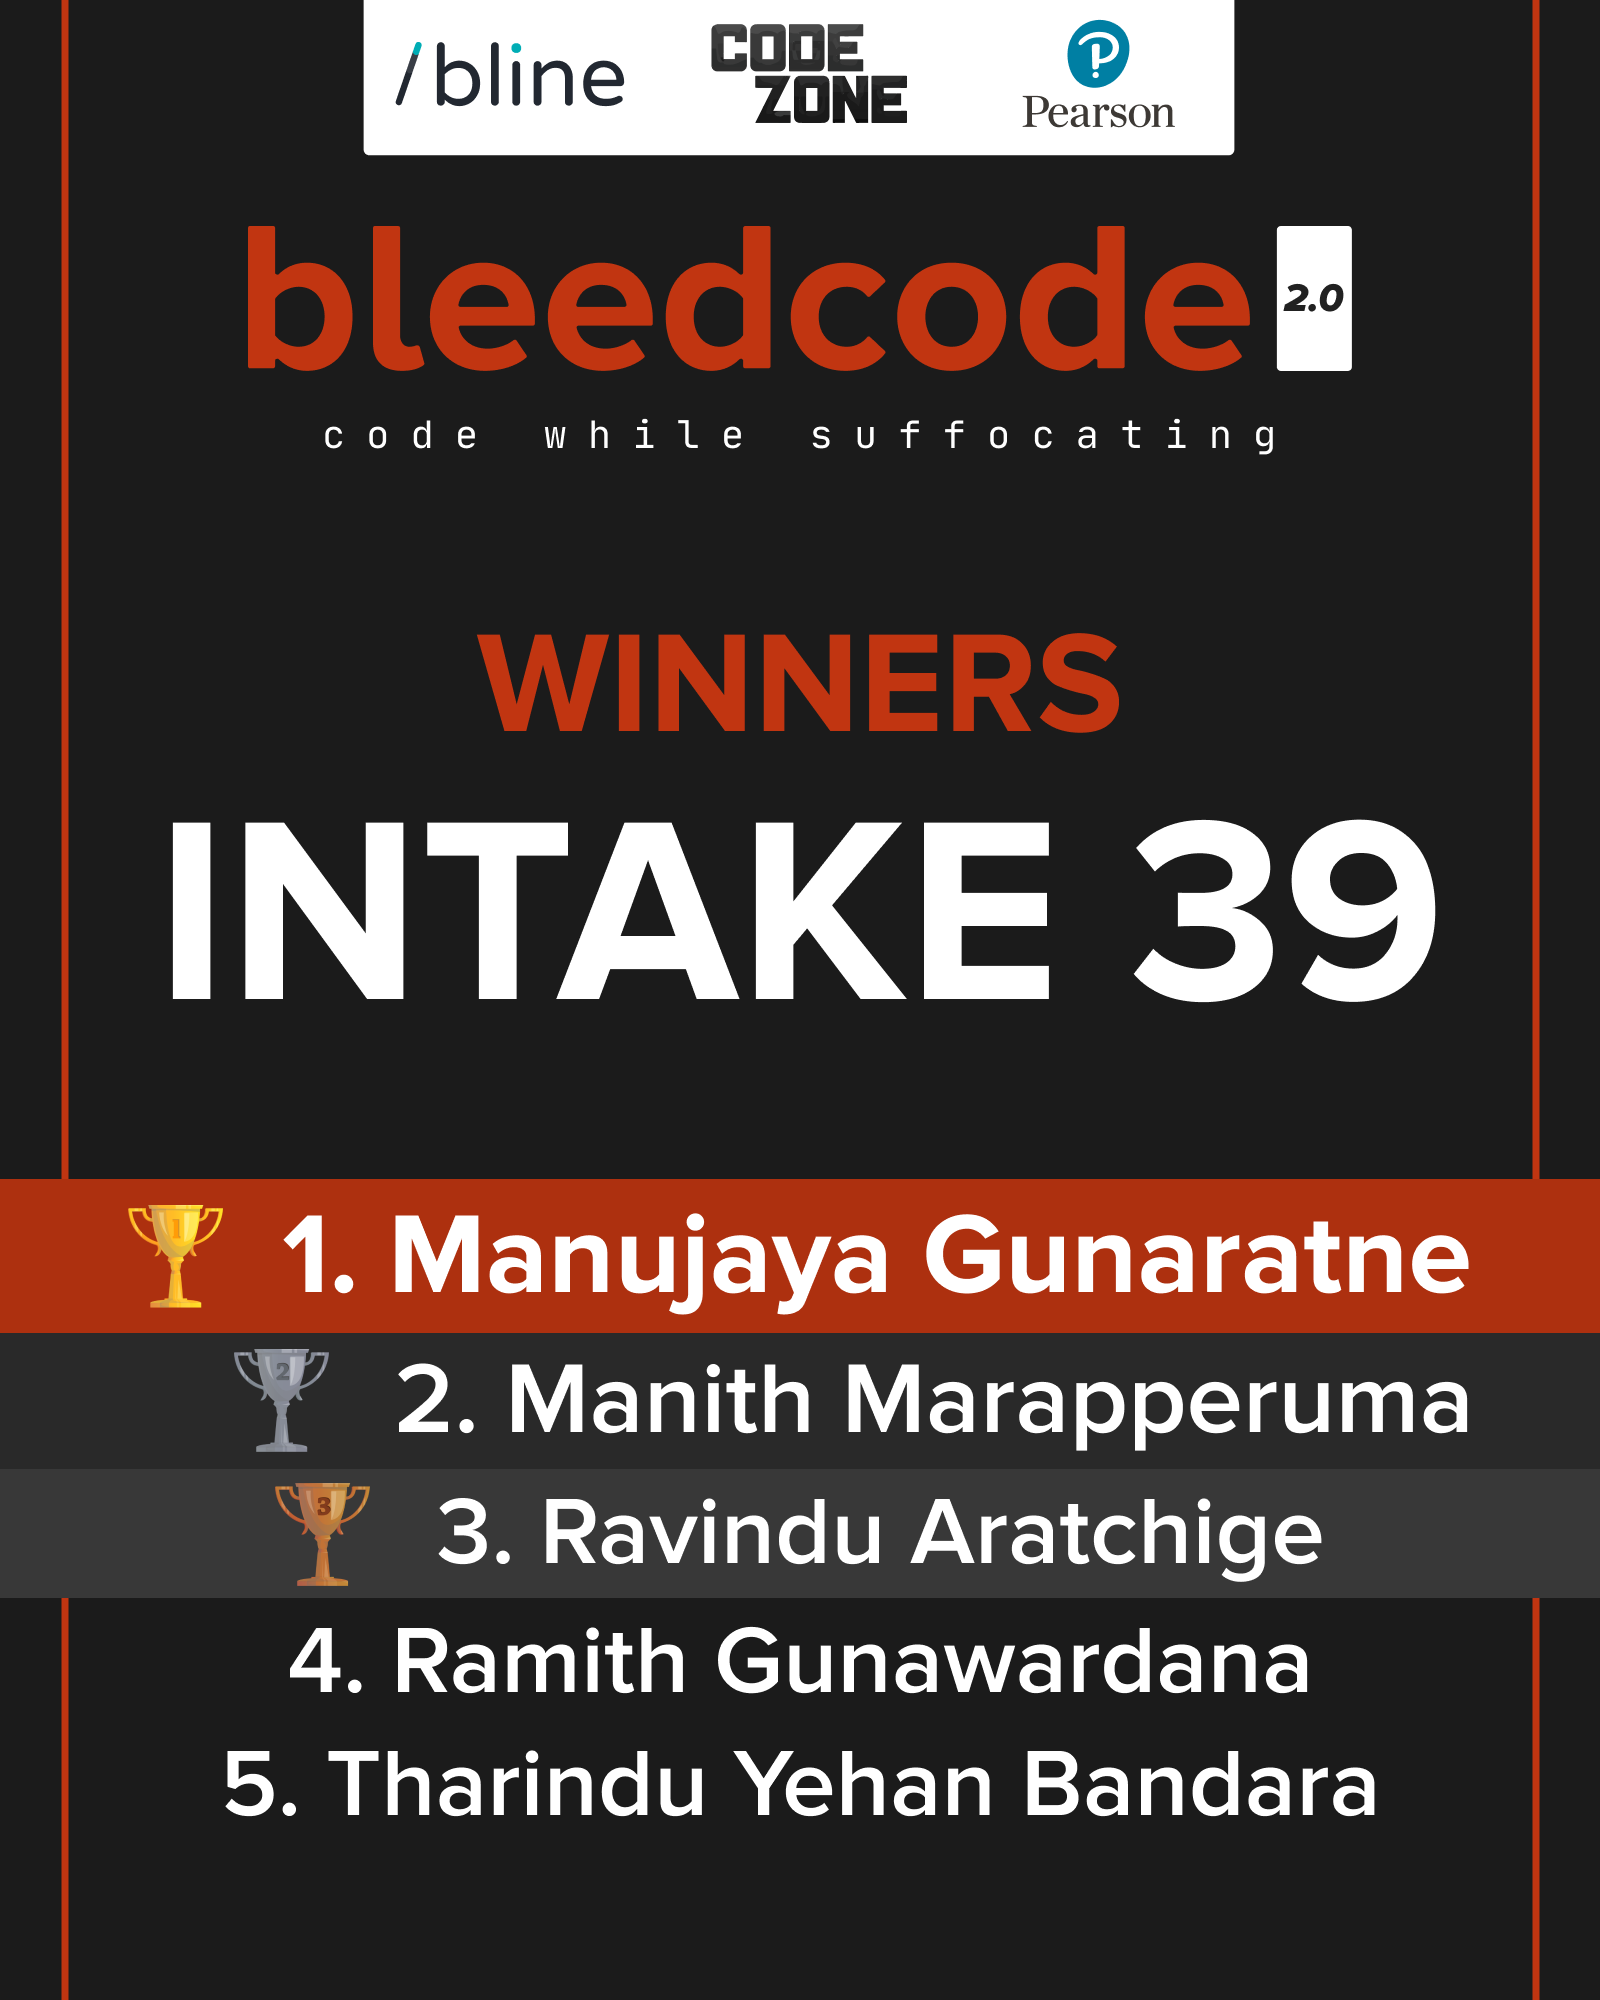 /bline
CODE
ZONE
Pearson
bleedcode 2.0
code while suffocating
WINNERS
INTAKE 39
1. Manujaya Gunaratne
2. Manith Marapperuma
3. Ravindu Aratchige
4. Ramith Gunawardana
5. Tharindu Yehan Bandara